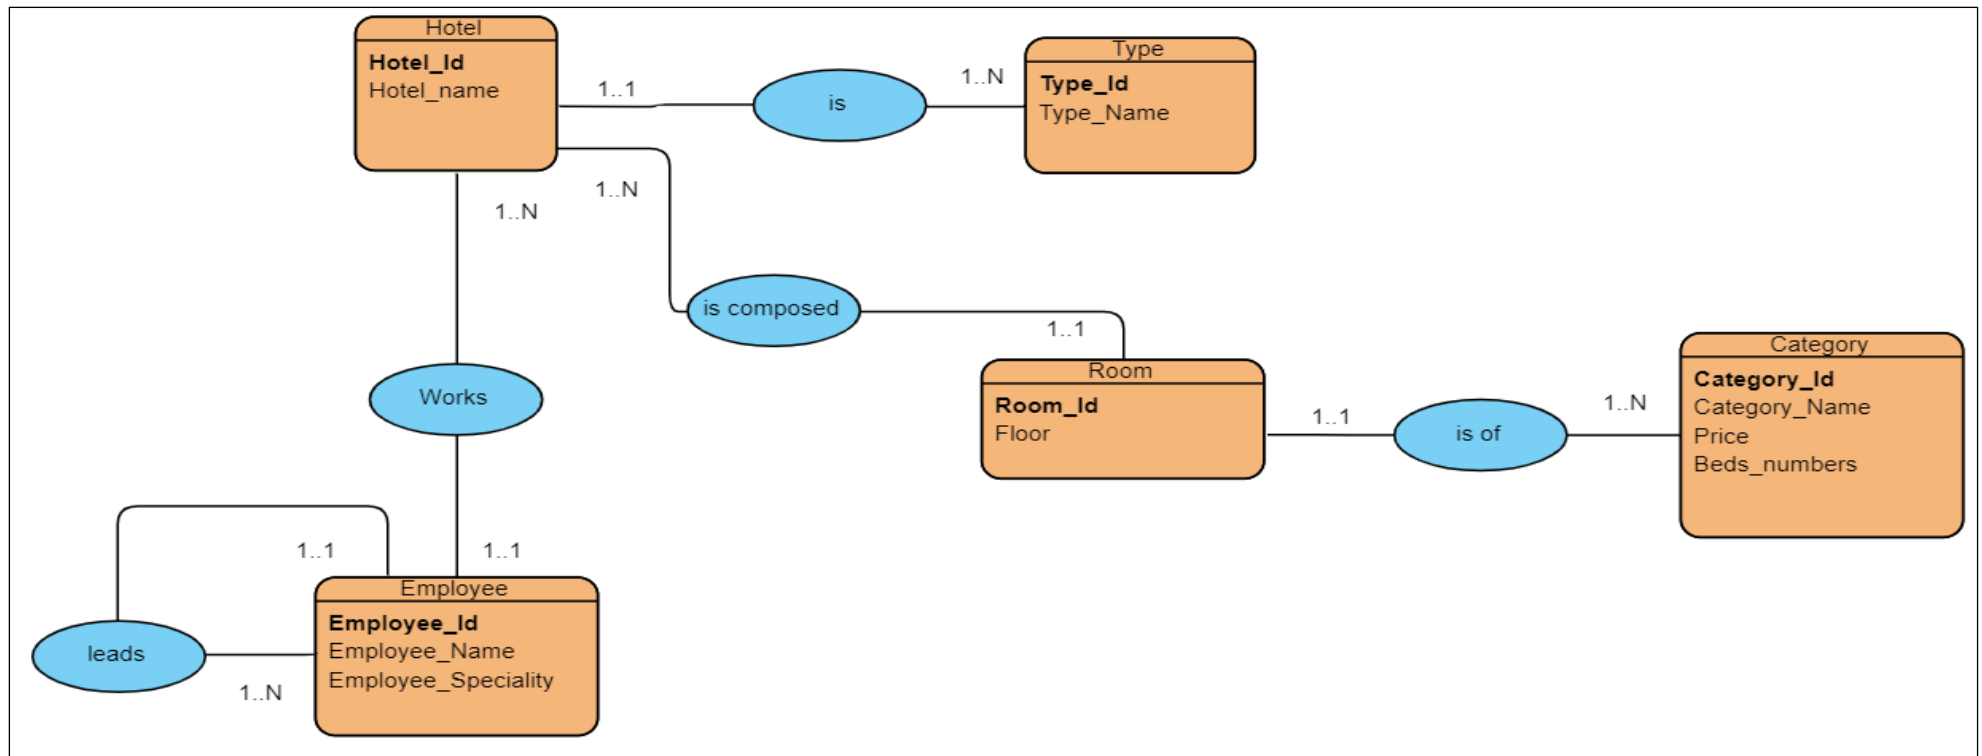 Hotel
Hotel_Id
Hotel_name
1..1
is
1..N
Type
Type_Id
Type_Name
1..N
1..N
is composed
1..1
Works
Room
Room_Id
Floor
1..1
is of
1..N
Category
Category_Id
Category_Name
Price
Beds_numbers
1..1
1..1
leads
1..N
Employee
Employee_Id
Employee_Name
Employee_Speciality